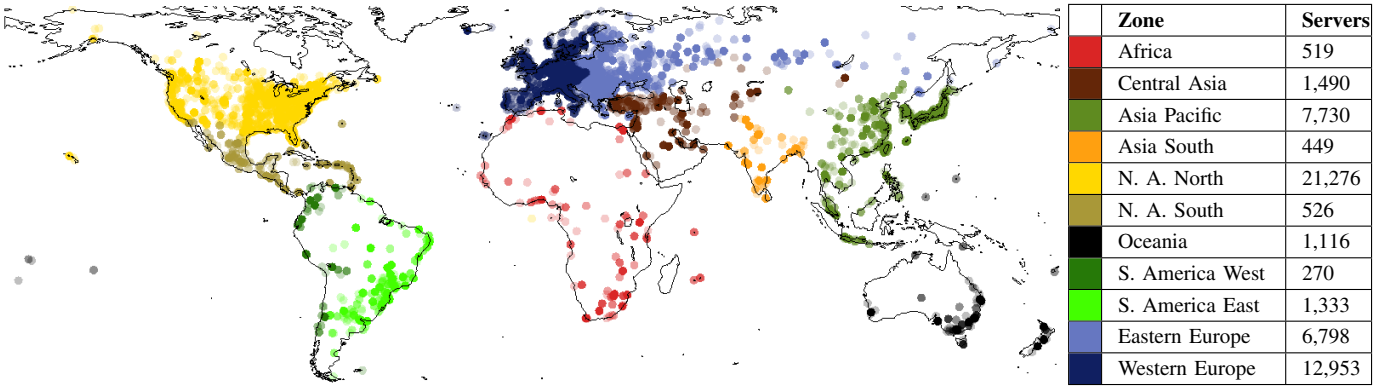 Zone Servers
Africa 519
Central Asia 1,490
Asia Pacific 7,730
Asia South 449
N. A. North 21,276
N. A. South 526
Oceania 1,116
S. America West 270
S. America East 1,333
Eastern Europe 6,798
Western Europe 12,953